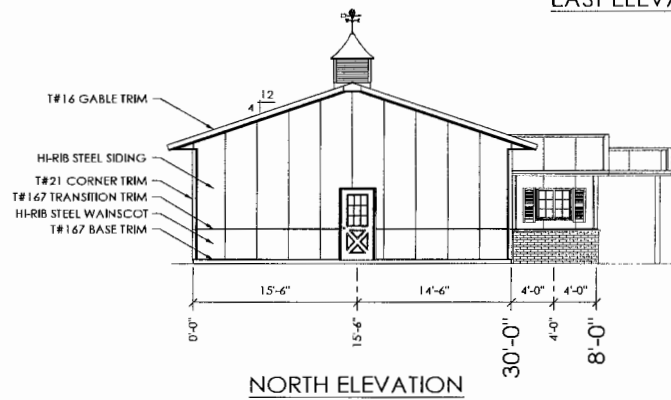 EAST ELEVA
12
4
T#16 GABLE TRIM
HI-RIB STEEL SIDING
T#21 CORNER TRIM
T#167 TRANSITION TRIM
HI-RIB STEEL WAINSCOT
T#167 BASE TRIM
15'-6" 14'-6" 4'-0" 4'-0"
0'-0" 15'-6" 30'-0" 4'-0" 8'-0"
NORTH ELEVATION